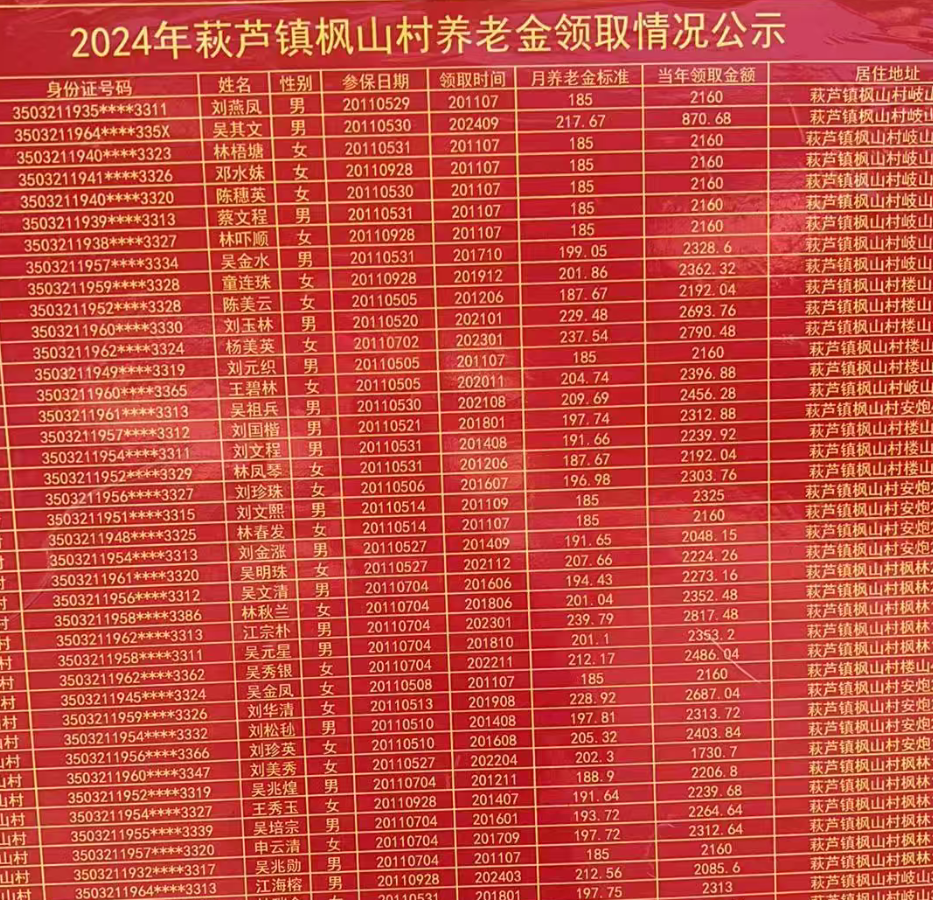 2024年萩芦镇枫山村养老金领取情况公示
身份证号码 姓名 性别 参保日期 领取时间 月养老金标准 当年领取金额 居住地址
3503211935****3311 刘燕凤 男 20110529 201107 185 2160 萩芦镇枫山村岐山
3503211964****335X 吴其文 男 20110530 202409 217.67 870.68 萩芦镇枫山村岐山
3503211940****3323 林梧塘 女 20110531 201107 185 2160 萩芦镇枫山村岐山
3503211941****3326 邓水妹 女 20110928 201107 185 2160 萩芦镇枫山村岐山
3503211940****3320 陈穗英 女 20110530 201107 185 2160 萩芦镇枫山村岐山
3503211939****3313 蔡文程 男 20110531 201107 185 2160 萩芦镇枫山村岐山
3503211938****3327 林吓顺 女 20110928 201107 185 2160 萩芦镇枫山村岐山
3503211957****3334 吴金水 男 20110531 201710 199.05 2328.6 萩芦镇枫山村岐山
3503211959****3328 童连珠 女 20110928 201912 201.86 2362.32 萩芦镇枫山村岐山
3503211952****3328 陈美云 女 20110505 201206 187.67 2192.04 萩芦镇枫山村楼山
3503211960****3330 刘玉林 男 20110520 202101 229.48 2693.76 萩芦镇枫山村楼山
3503211962****3324 杨美英 女 20110702 202301 237.54 2790.48 萩芦镇枫山村楼山
3503211949****3319 刘元织 男 20110505 201107 185 2160 萩芦镇枫山村楼山
3503211960****3365 王碧林 女 20110505 202011 204.74 2396.88 萩芦镇枫山村楼山
3503211961****3313 吴祖兵 男 20110530 202108 209.69 2456.28 萩芦镇枫山村岐山
3503211957****3312 刘国楷 男 20110521 201801 197.74 2312.88 萩芦镇枫山村安炮
3503211954****3311 刘文程 男 20110531 201408 191.66 2239.92 萩芦镇枫山村楼山
3503211952****3329 林凤琴 女 20110531 201206 187.67 2192.04 萩芦镇枫山村楼山
3503211956****3327 刘珍珠 女 20110506 201607 196.98 2303.76 萩芦镇枫山村楼山
3503211951****3315 刘文熙 男 20110514 201109 185 2325 萩芦镇枫山村安炮
3503211948****3325 林春发 女 20110514 201107 185 2160 萩芦镇枫山村安炮
村 3503211954****3313 刘金涨 男 20110527 201409 191.65 2048.15 萩芦镇枫山村安炮
村 3503211961****3320 吴明珠 女 20110527 202112 207.66 2224.26 萩芦镇枫山村安炮
村 3503211956****3312 吴文清 男 20110704 201606 194.43 2273.16 萩芦镇枫山村枫林
村 3503211958****3386 林秋兰 女 20110704 201806 201.04 2352.48 萩芦镇枫山村枫林
村 3503211962****3313 江宗朴 男 20110704 202301 239.79 2817.48 萩芦镇枫山村枫林
村 3503211958****3311 吴元星 男 20110704 201810 201.1 2353.2 萩芦镇枫山村枫林
村 3503211962****3362 吴秀银 女 20110704 202211 212.17 2486.04 萩芦镇枫山村枫林
村 3503211945****3324 吴金凤 女 20110508 201107 185 2160 萩芦镇枫山村楼山
村 3503211959****3326 刘华清 女 20110513 201908 228.92 2687.04 萩芦镇枫山村安炮
山村 3503211954****3332 刘松毯 男 20110510 201408 197.81 2313.72 萩芦镇枫山村安炮
山村 3503211956****3366 刘珍英 女 20110510 201608 205.32 2403.84 萩芦镇枫山村安炮
山村 3503211960****3347 刘美秀 女 20110527 202204 202.3 1730.7 萩芦镇枫山村安炮
山村 3503211952****3319 吴兆煌 男 20110704 201211 188.9 2206.8 萩芦镇枫山村枫林
山村 3503211954****3327 王秀玉 女 20110928 201407 191.64 2239.68 萩芦镇枫山村枫林
山村 3503211955****3339 吴培宗 男 20110704 201601 193.72 2264.64 萩芦镇枫山村枫林
山村 3503211957****3320 申云清 女 20110704 201709 197.72 2312.64 萩芦镇枫山村枫林
山村 3503211932****3317 吴兆勋 男 20110704 201107 185 2160 萩芦镇枫山村枫林
山村 3503211964****3313 江海榕 男 20110928 202403 212.56 2085.6 萩芦镇枫山村岐山
女 20110531 201801 197.75 2313